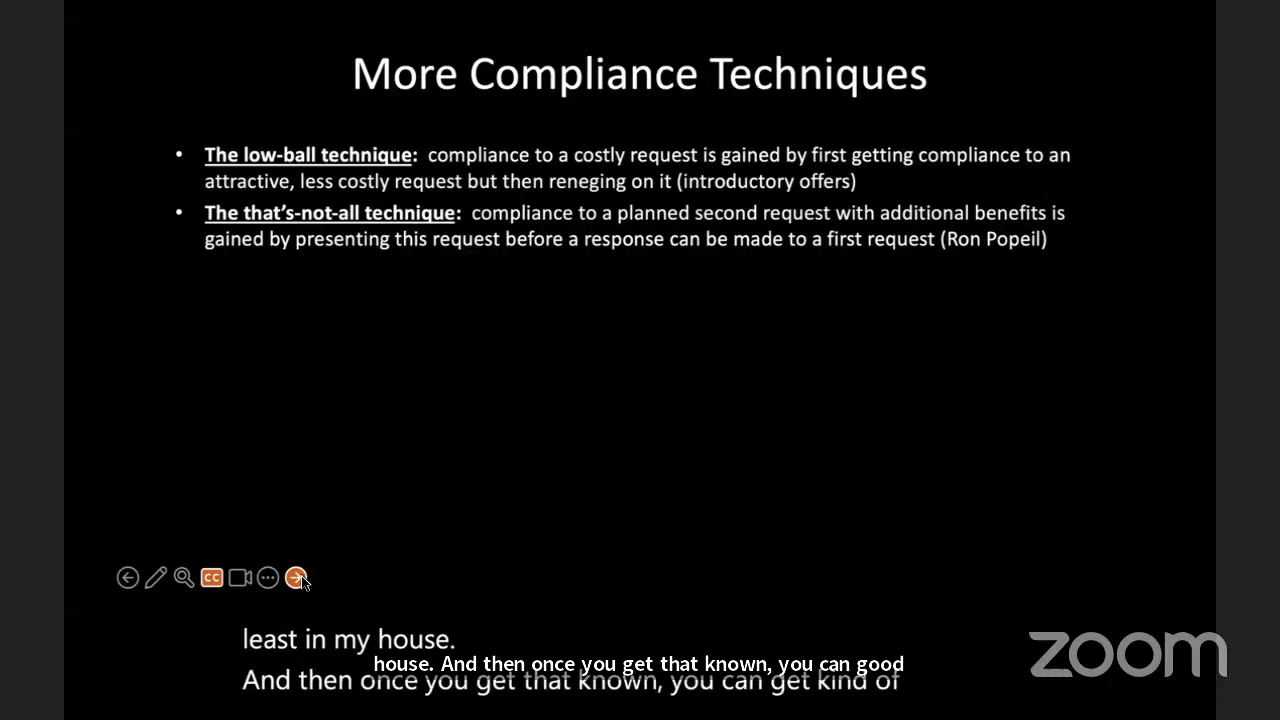 More Compliance Techniques
• The low-ball technique: compliance to a costly request is gained by first getting compliance to an
attractive, less costly request but then reneging on it (introductory offers)
• The that's-not-all technique: compliance to a planned second request with additional benefits is
gained by presenting this request before a response can be made to a first request (Ron Popeil)
CC
least in my house.
house. And then once you get that known, you can good
And then once you get that known, you can get kind of
zoom